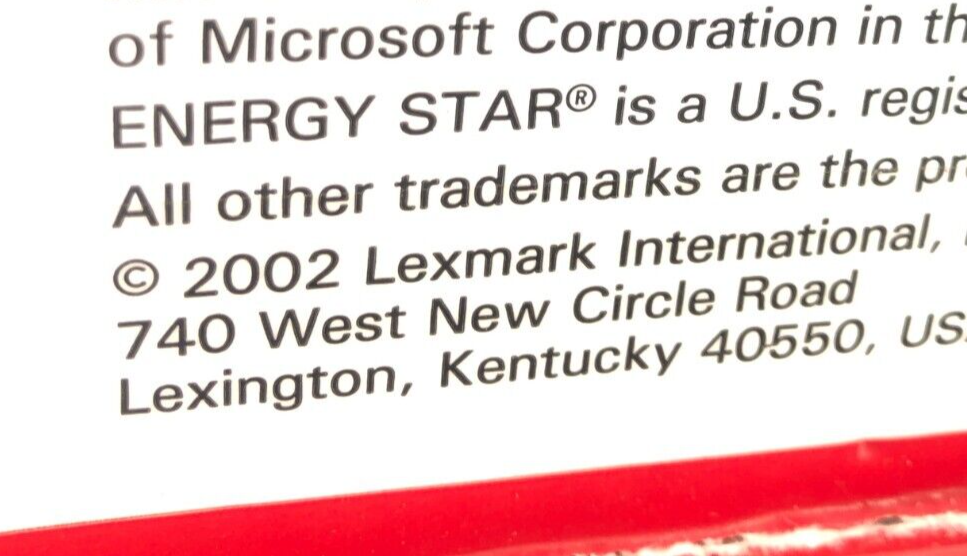 of Microsoft Corporation in th
ENERGY STAR® is a U.S. regis
All other trademarks are the pr
© 2002 Lexmark International,
740 West New Circle Road
Lexington, Kentucky 40550, US